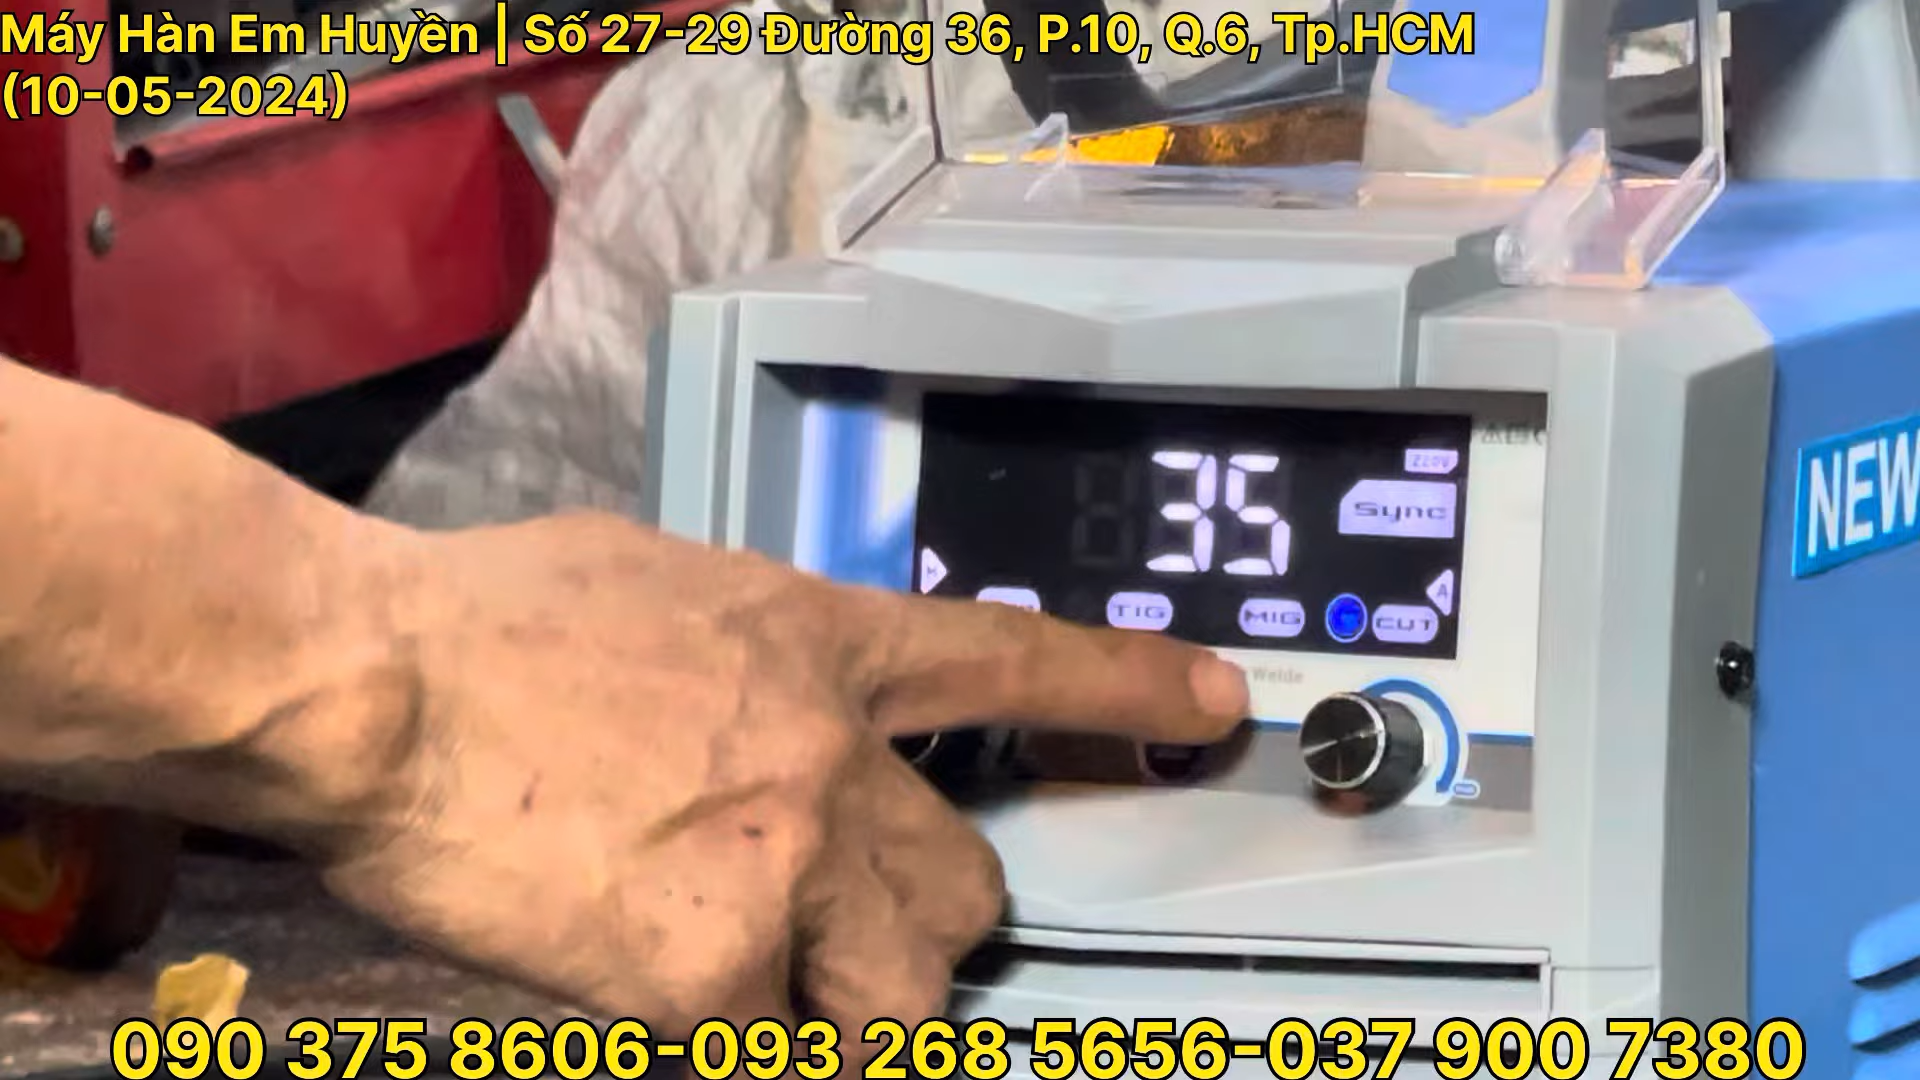 Máy Hàn Em Huyền | Số 27-29 Đường 36, P.10, Q.6, Tp.HCM
(10-05-2024)
220V
35
Sync
NEW
M
A
TIG
MIG
CUT
Welde
090 375 8606-093 268 5656-037 900 7380